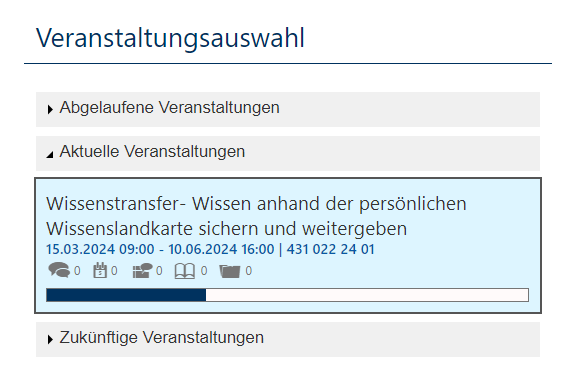 Veranstaltungsauswahl
Abgelaufene Veranstaltungen
Aktuelle Veranstaltungen
Wissenstransfer- Wissen anhand der persönlichen
Wissenslandkarte sichern und weitergeben
15.03.2024 09:00 - 10.06.2024 16:00 | 431 022 24 01
0 0 0 0 0
Zukünftige Veranstaltungen